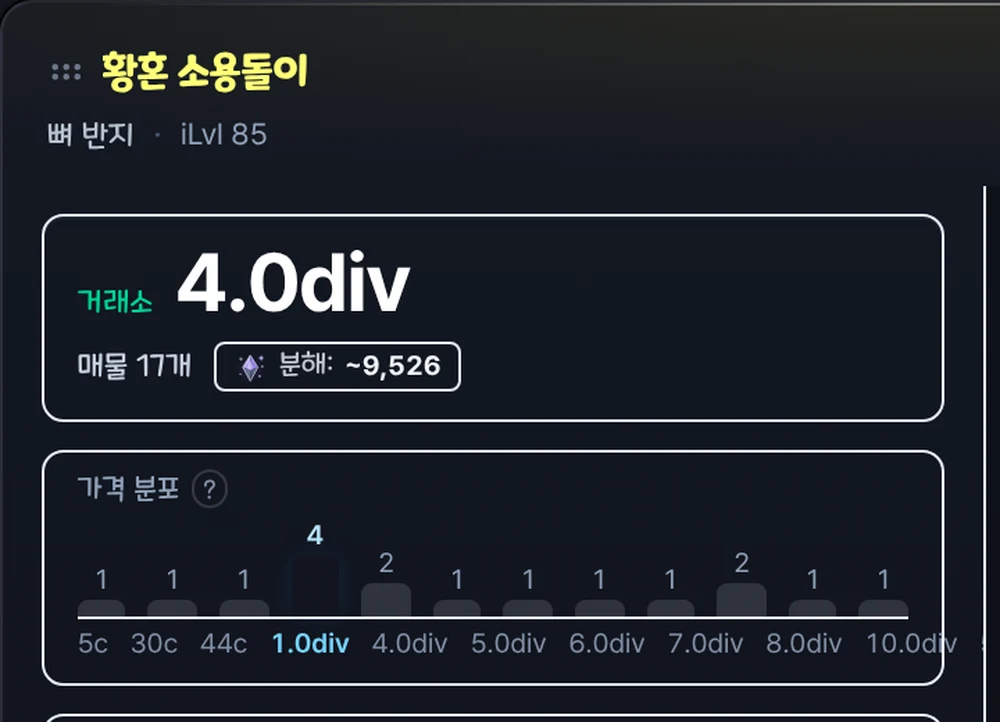 황혼 소용돌이
뼈 반지 · iLvl 85
거래소 4.0div
매물 17개 분해: ~9,526
가격 분포 ?
1 1 1 4 2 1 1 1 1 2 1 1
5c 30c 44c 1.0div 4.0div 5.0div 6.0div 7.0div 8.0div 10.0div